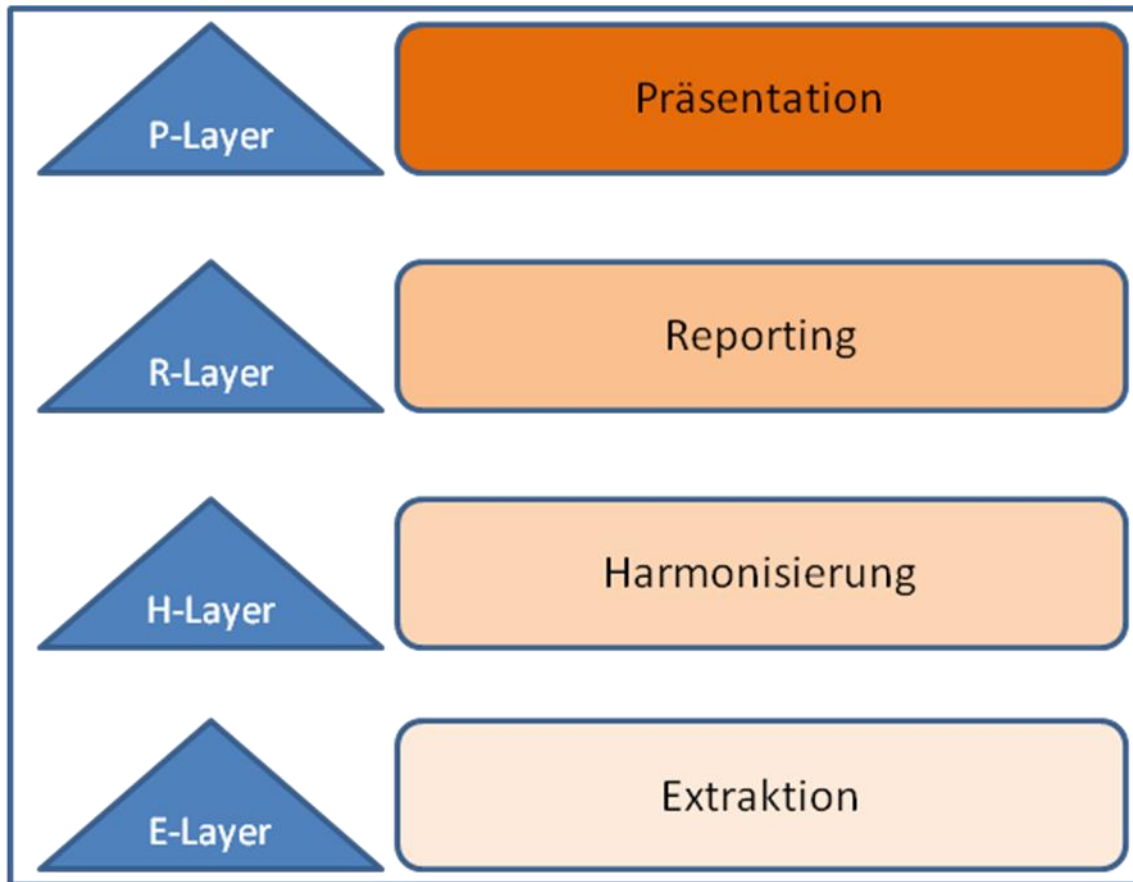 P-Layer
Präsentation
R-Layer
Reporting
H-Layer
Harmonisierung
E-Layer
Extraktion